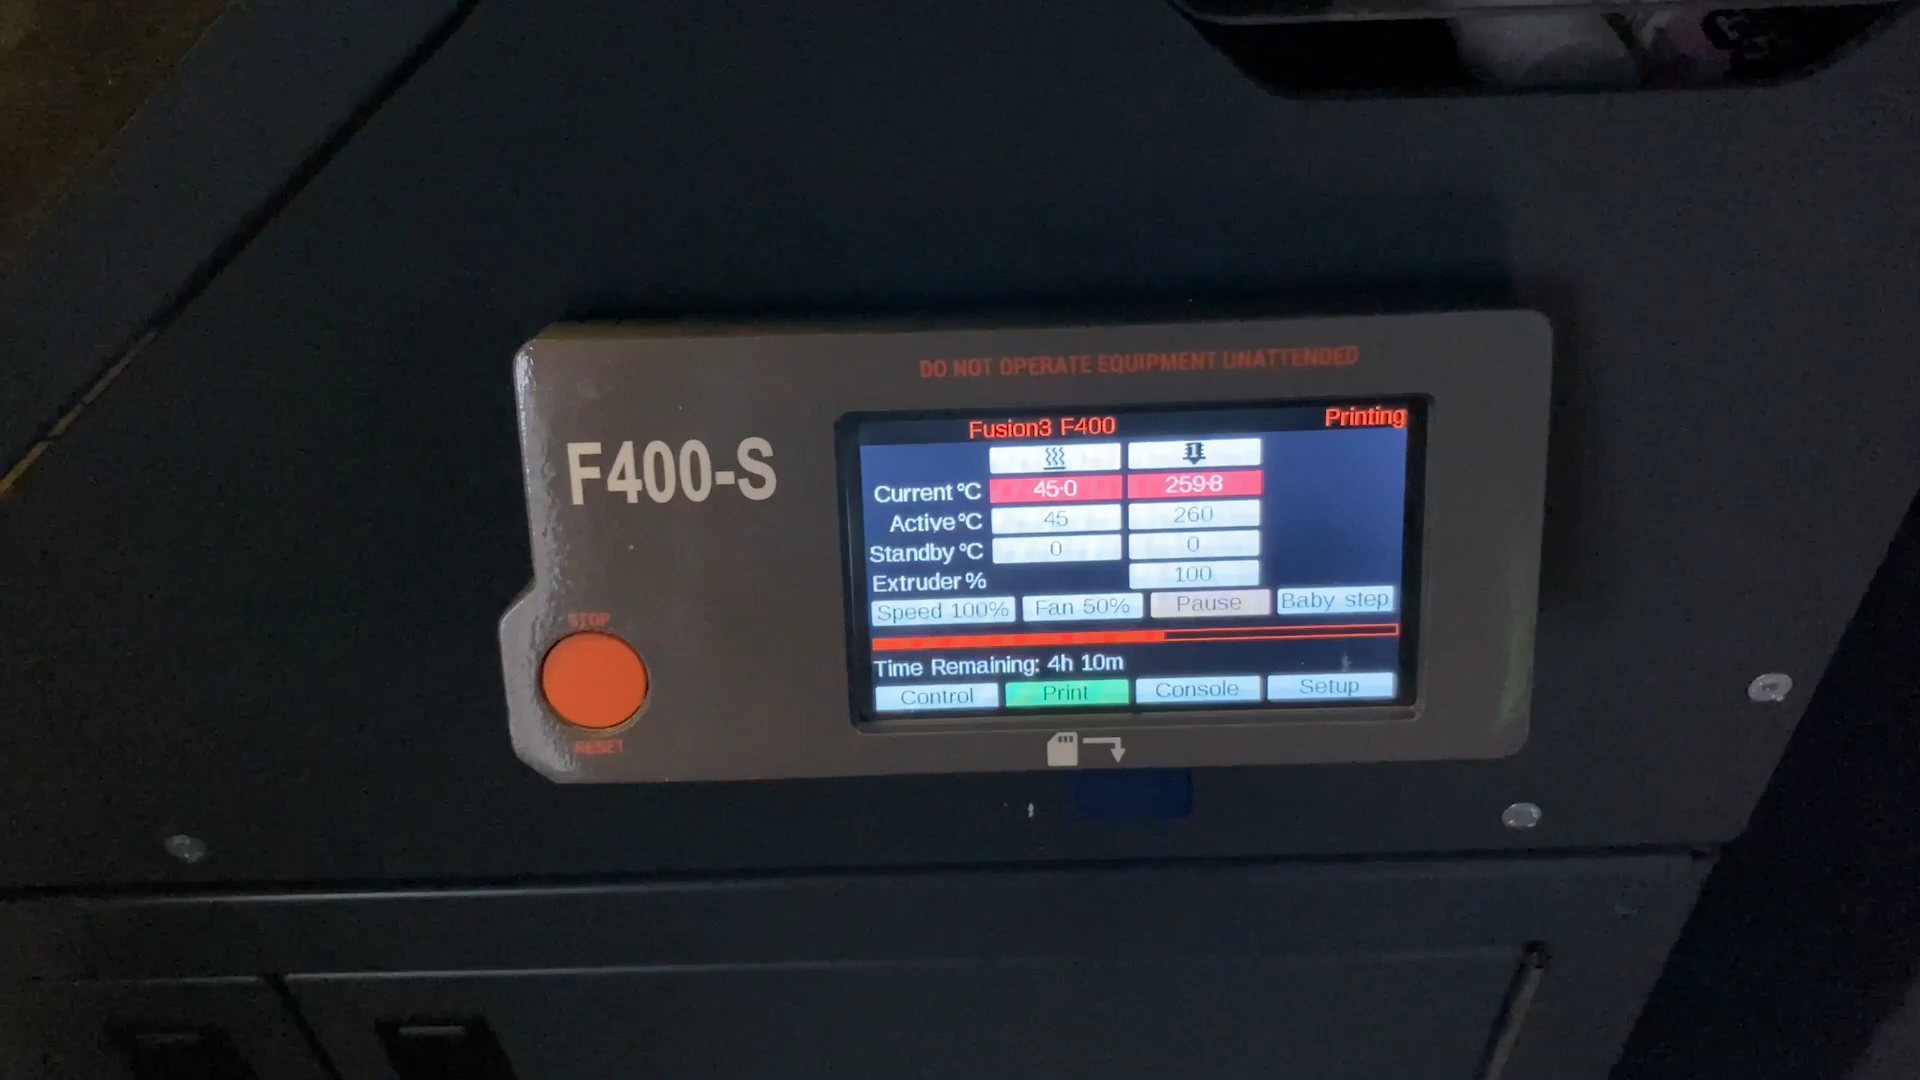 DO NOT OPERATE EQUIPMENT UNATTENDED
F400-S
Fusion3 F400
Printing
1
Current °C 45.0 259.8
Active °C 45 260
Standby °C 0 0
Extruder % 100
Speed 100% Fan 50% Pause Baby step
Time Remaining: 4h 10m
Control Print Console Setup
STOP
RESET